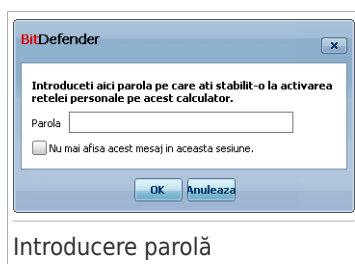 BitDefender
Introduceti aici parola pe care ati stabilit-o la activarea
retelei personale pe acest calculator.
Parola
Nu mai afisa acest mesaj in aceasta sesiune.
OK Anuleaza
Introducere parolă